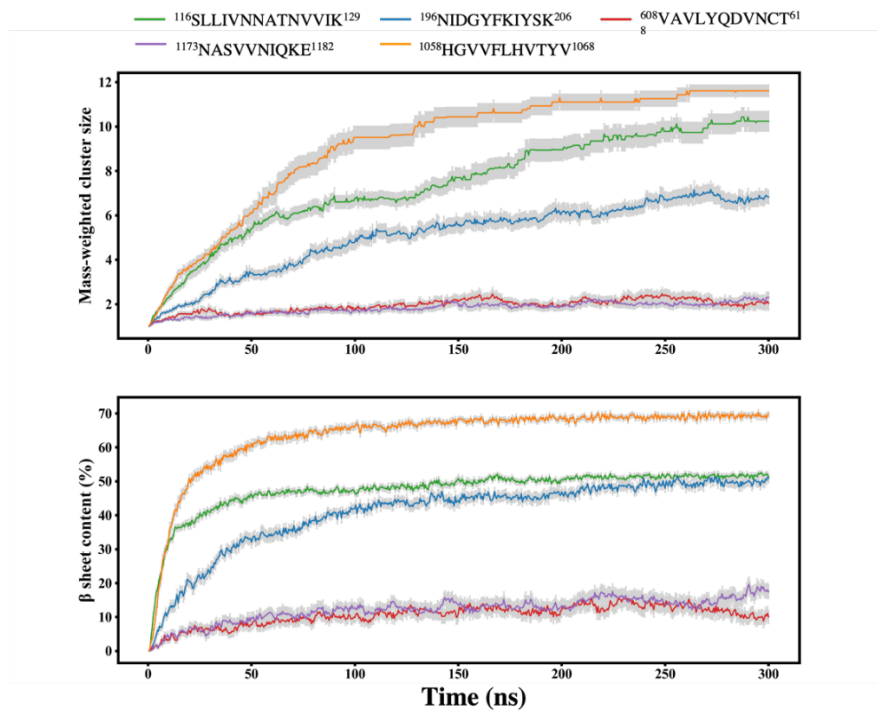 ¹¹⁶SLLIVNNATNVVIK¹²⁹ ¹⁹⁶NIDGYFKIYSK²⁰⁶ ⁶⁰⁸VAVLYQDVNCT⁶¹
⁸
¹¹⁷³NASVVNIQKE¹¹⁸² ¹⁰⁵⁸HGVVFLHVTYV¹⁰⁶⁸
Mass-weighted cluster size
12
10
8
6
4
2
0 50 100 150 200 250 300
β sheet content (%)
70
60
50
40
30
20
10
0
0 50 100 150 200 250 300
Time (ns)